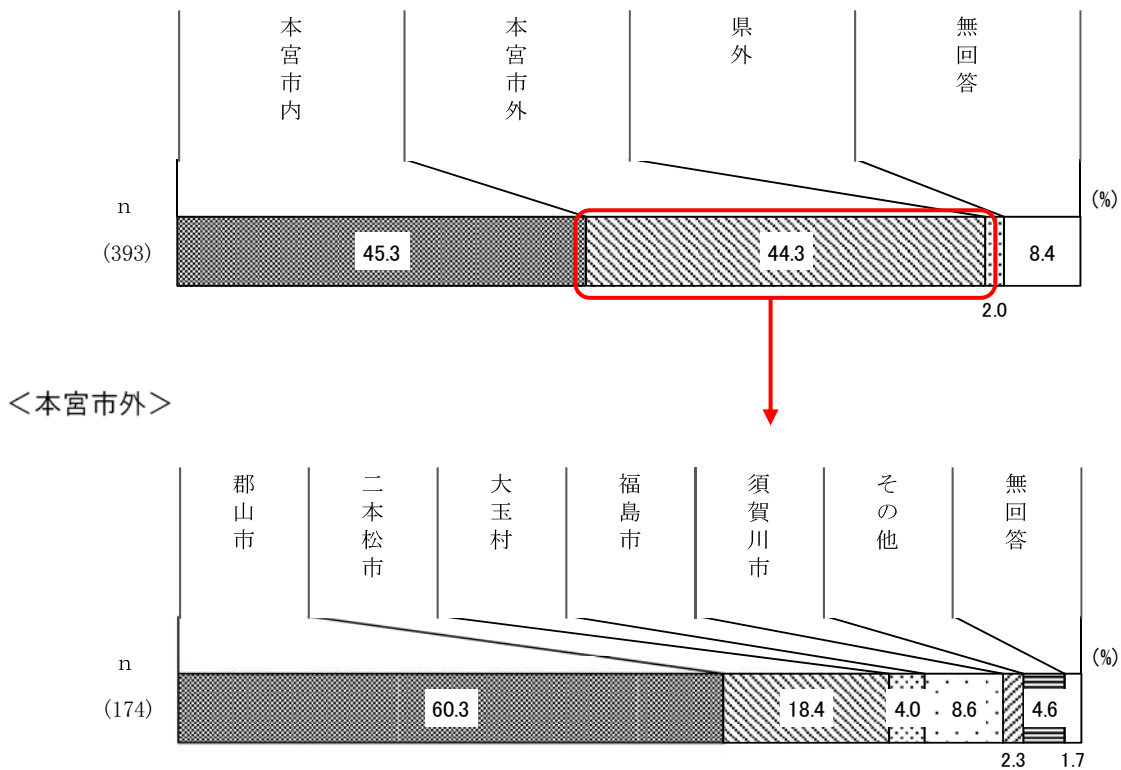 本宮市内
本宮市外
県外
無回答
(%)
n
(393)
45.3
44.3
8.4
2.0
＜本宮市外＞
郡山市
二本松市
大玉村
福島市
須賀川市
その他
無回答
(%)
n
(174)
60.3
18.4
4.0
8.6
4.6
2.3
1.7